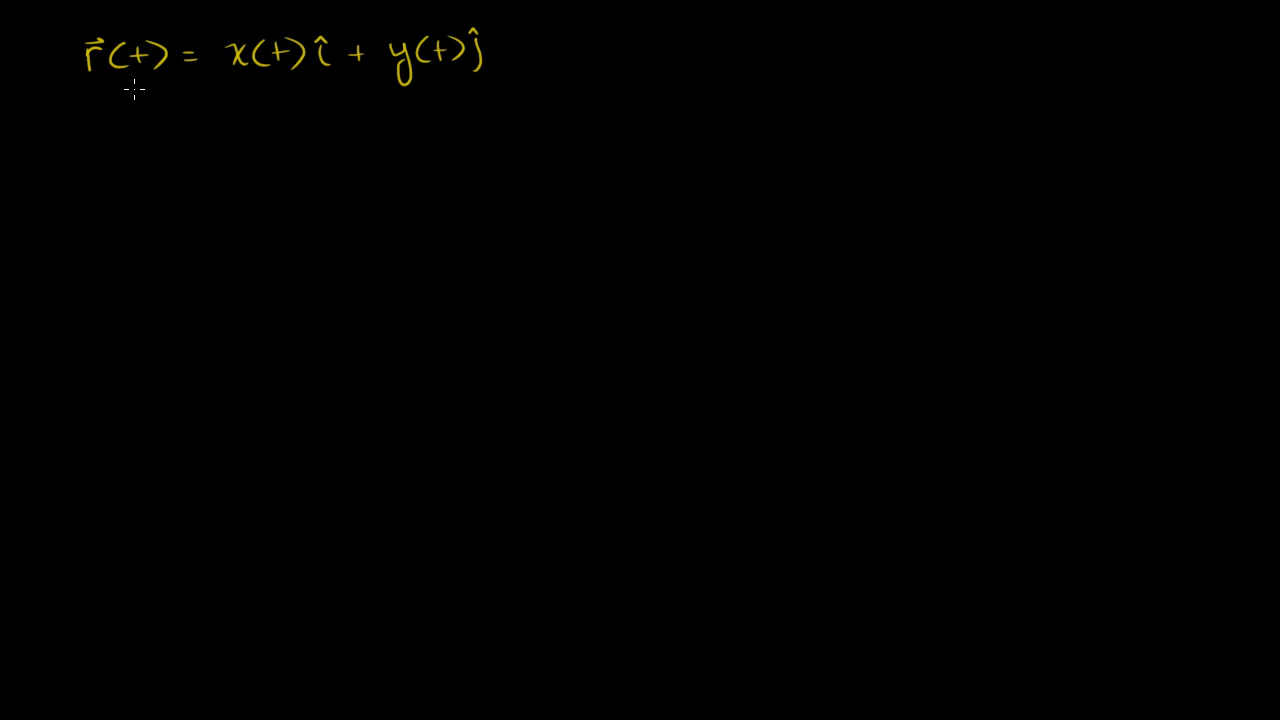 r⃗(t) = x(t)î + y(t)ĵ